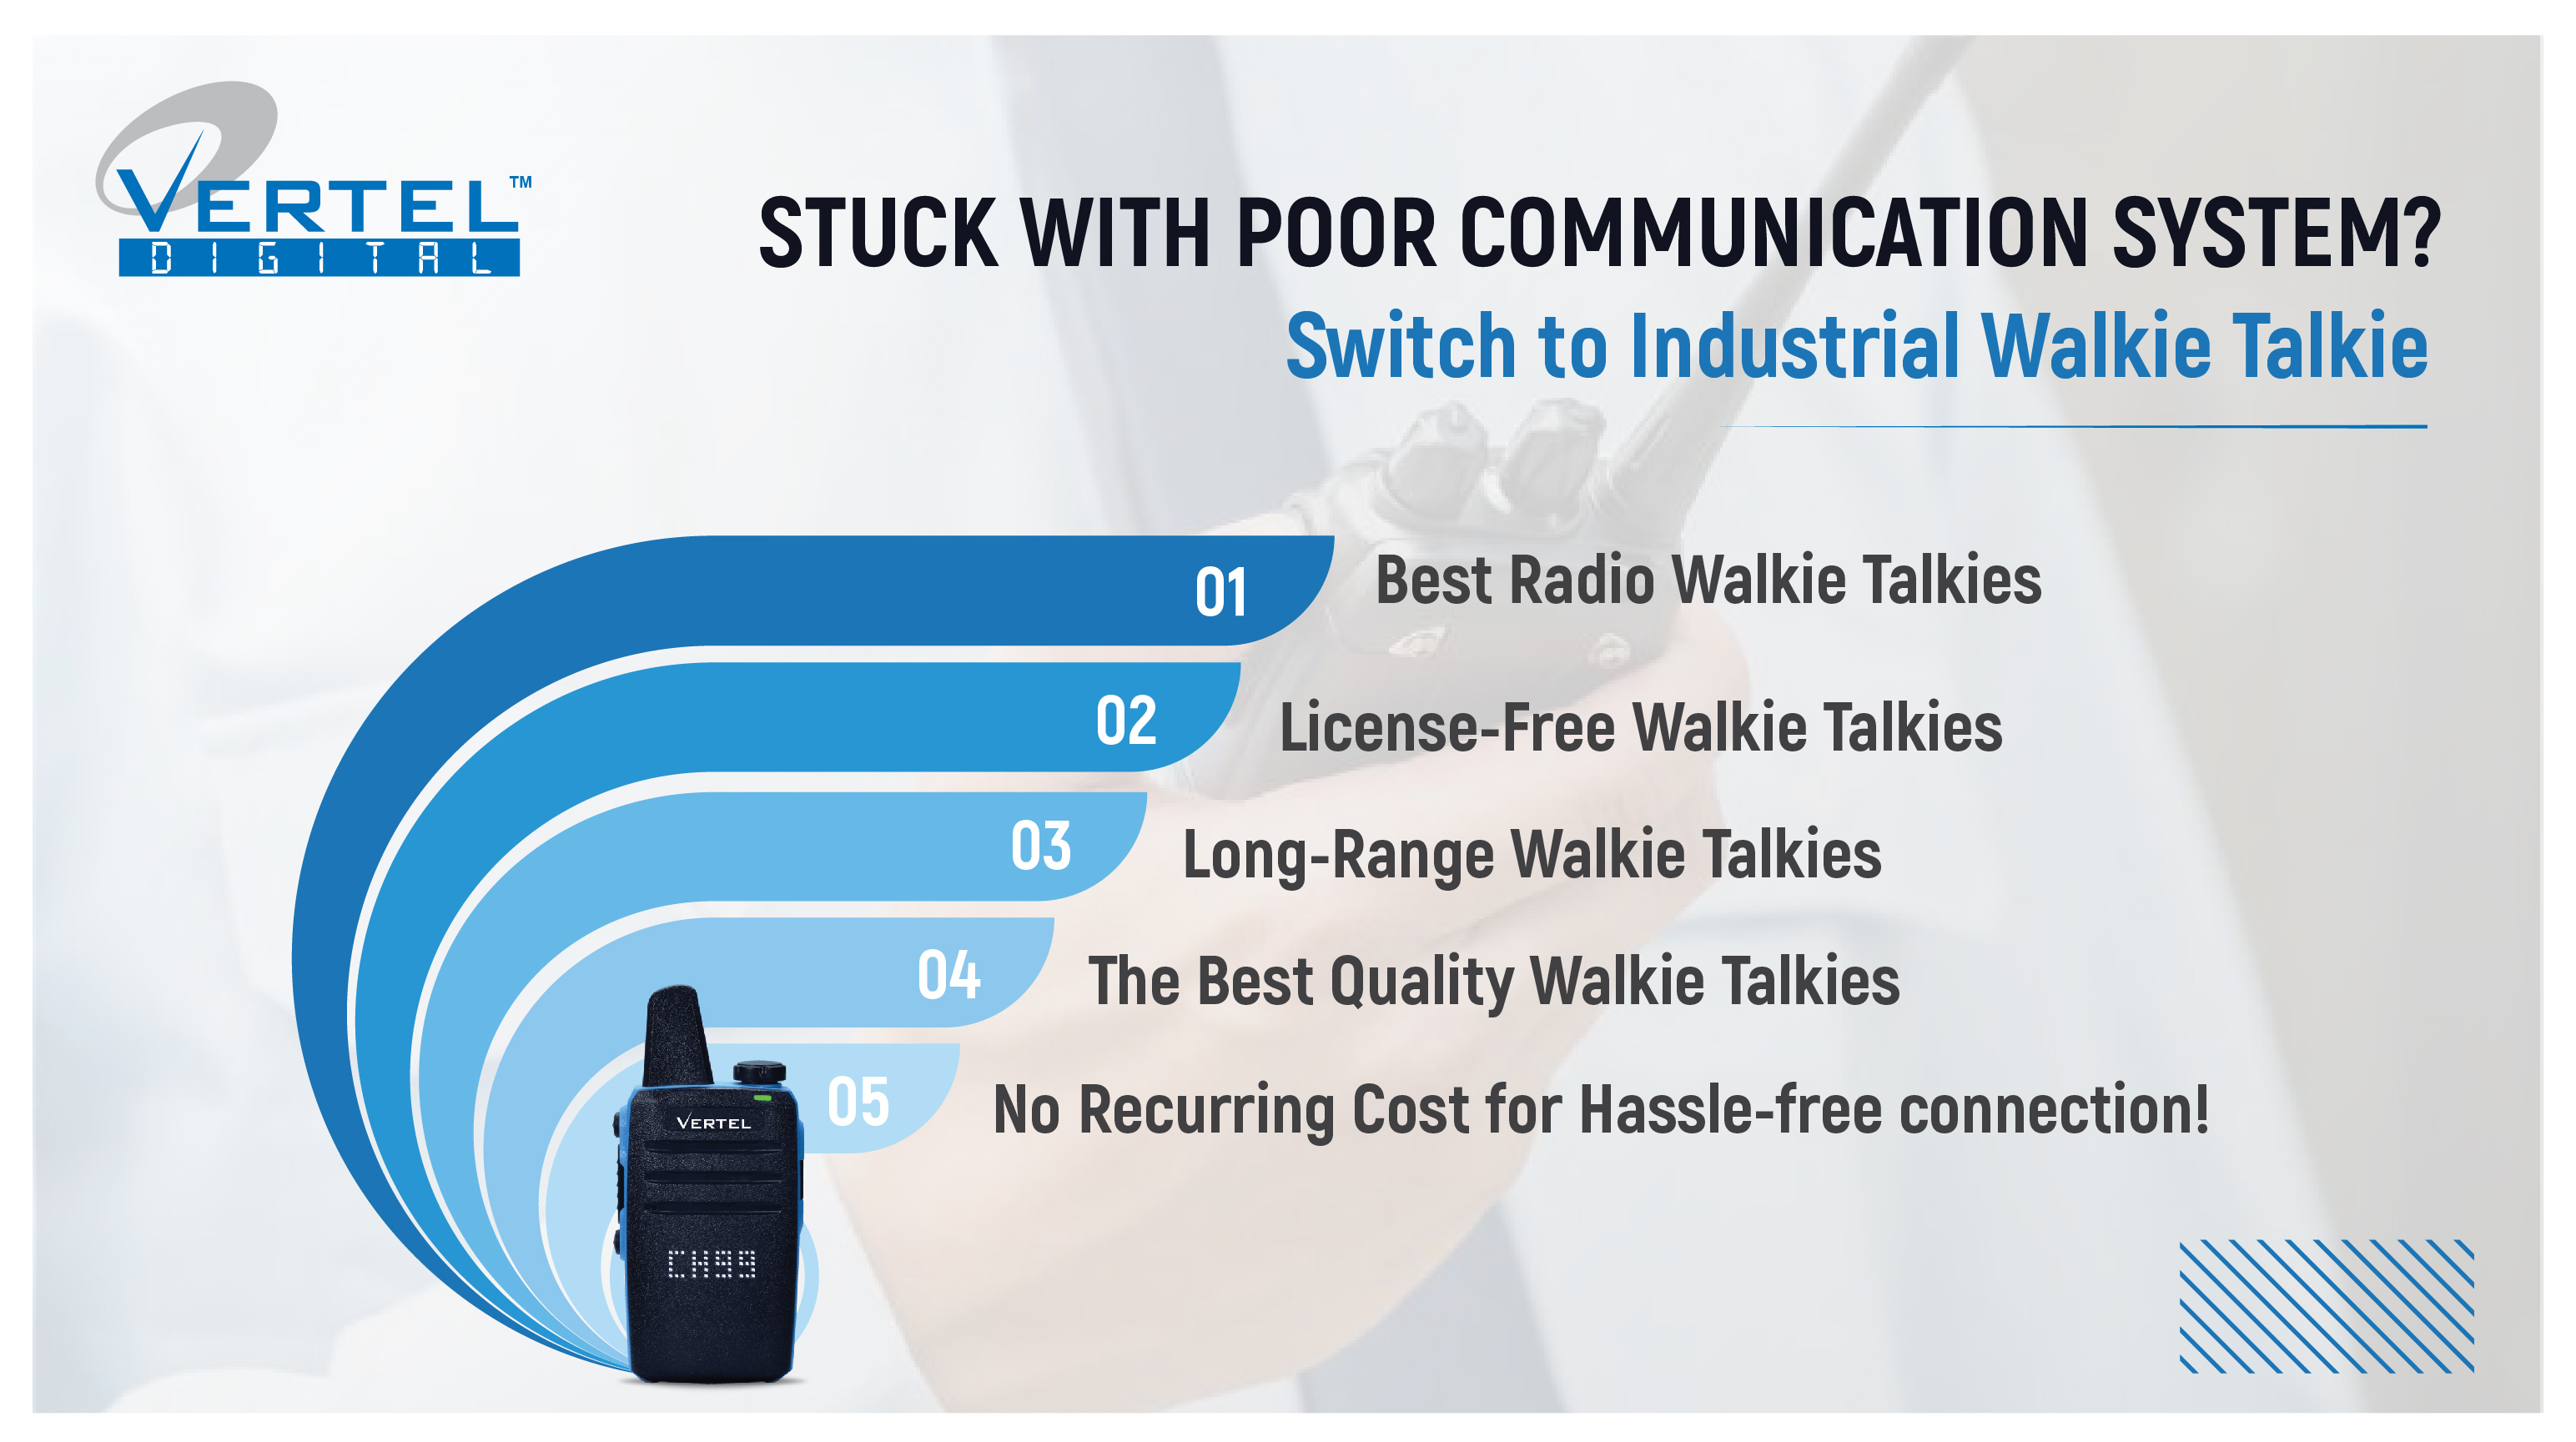 VERTEL™
DIGITAL
STUCK WITH POOR COMMUNICATION SYSTEM?
Switch to Industrial Walkie Talkie
01 Best Radio Walkie Talkies
02 License-Free Walkie Talkies
03 Long-Range Walkie Talkies
04 The Best Quality Walkie Talkies
05 No Recurring Cost for Hassle-free connection!
VERTEL
CH99